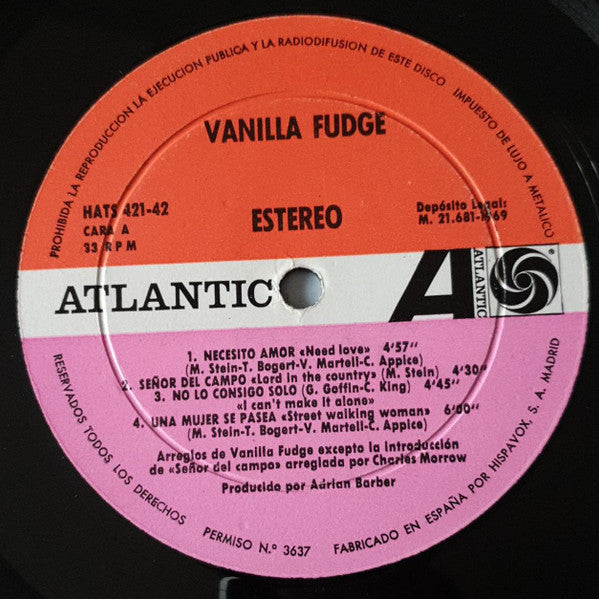 PROHIBIDA LA REPRODUCCION LA EJECUCION PUBLICA Y LA RADIODIFUSION DE ESTE DISCO
IMPUESTO DE LUJO A METALICO
VANILLA FUDGE
HATS 421-42
CARA A
33 RPM
ESTEREO
Depósito Legal:
M. 21.681-1969
ATLANTIC
A
ATLANTIC
1. NECESITO AMOR «Need love» 4'57"
(M. Stein-T. Bogert-V. Martell-C. Appice)
2. SEÑOR DEL CAMPO «Lord in the country» (M. Stein) 4'30"
3. NO LO CONSIGO SOLO (G. Goffin-C. King) 4'45"
«I can't make it alone»
4. UNA MUJER SE PASEA «Street walking woman» 6'00"
(M. Stein-T. Bogert-V. Martell-C. Appice)
Arreglos de Vanilla Fudge excepto la introducción
de «Señor del campo» arreglada por Charles Morrow
Producido por Adrian Barber
RESERVADOS TODOS LOS DERECHOS
PERMISO N.º 3637
FABRICADO EN ESPAÑA POR HISPAVOX, S. A. MADRID